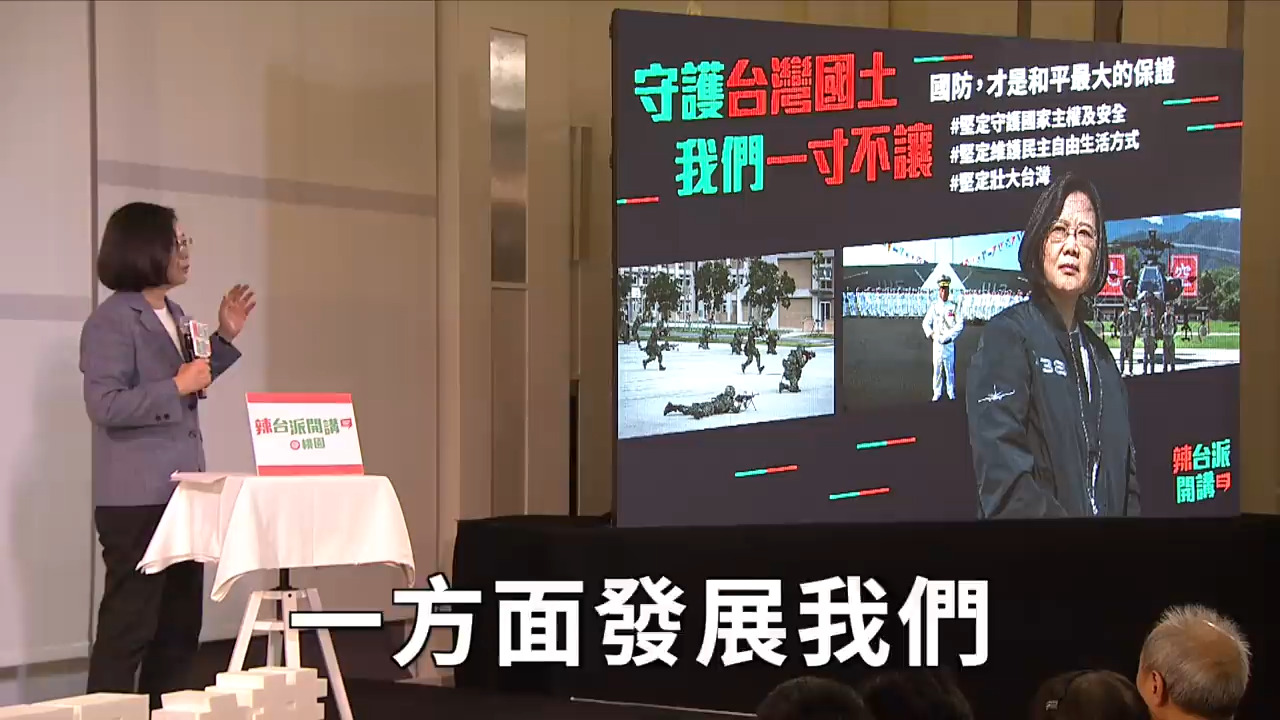 守護台灣國土
我們一寸不讓
國防，才是和平最大的保證
#堅定守護國家主權及安全
#堅定維護民主自由生活方式
#堅定壯大台灣
38
辣台派
開講
辣台派開講
@桃園
一方面發展我們